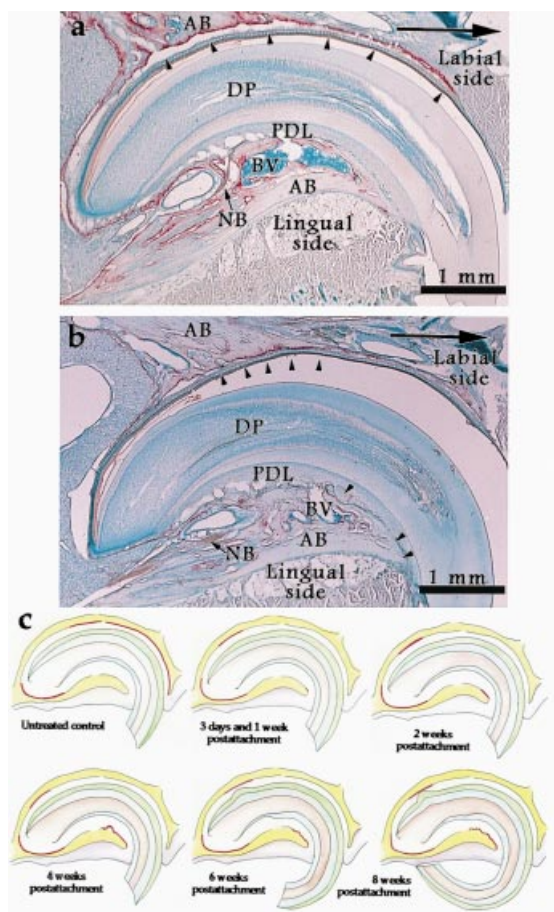 a
AB
Labial
side
DP
PDL
BV
AB
NB
Lingual
side
1 mm
b
AB
Labial
side
DP
PDL
BV
AB
NB
Lingual
side
1 mm
c
Untreated control
3 days and 1 week
postattachment
2 weeks
postattachment
4 weeks
postattachment
6 weeks
postattachment
8 weeks
postattachment